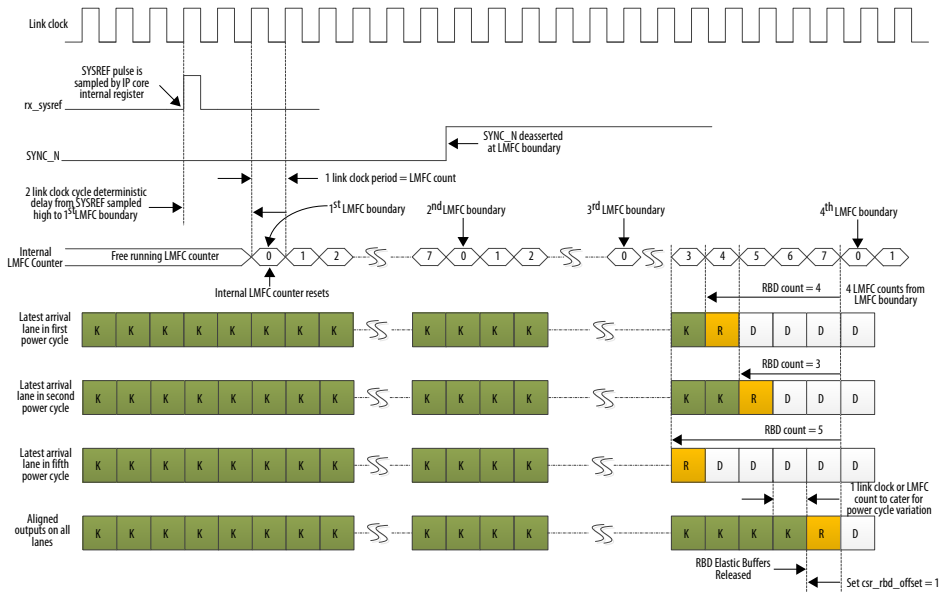 Link clock
SYSREF pulse is
sampled by IP core
internal register
rx_sysref
SYNC_N deasserted
at LMFC boundary
SYNC_N
1 link clock period = LMFC count
2 link clock cycle deterministic
delay from SYSREF sampled
high to 1st LMFC boundary
1st LMFC boundary
2nd LMFC boundary
3rd LMFC boundary
4th LMFC boundary
Internal
LMFC Counter
Free running LMFC counter
0 1 2 7 0 1 2 0 3 4 5 6 7 0 1
Internal LMFC counter resets
RBD count = 4
4 LMFC counts from
LMFC boundary
Latest arrival
lane in first
power cycle
K K K K K K K K K K K K K R D D D D
RBD count = 3
Latest arrival
lane in second
power cycle
K K K K K K K K K K K K K K R D D D
RBD count = 5
Latest arrival
lane in fifth
power cycle
K K K K K K K K K K K K R D D D D D
1 link clock or LMFC
count to cater for
power cycle variation
Aligned
outputs on all
lanes
K K K K K K K K K K K K K K K K R D
RBD Elastic Buffers
Released
Set csr_rbd_offset = 1